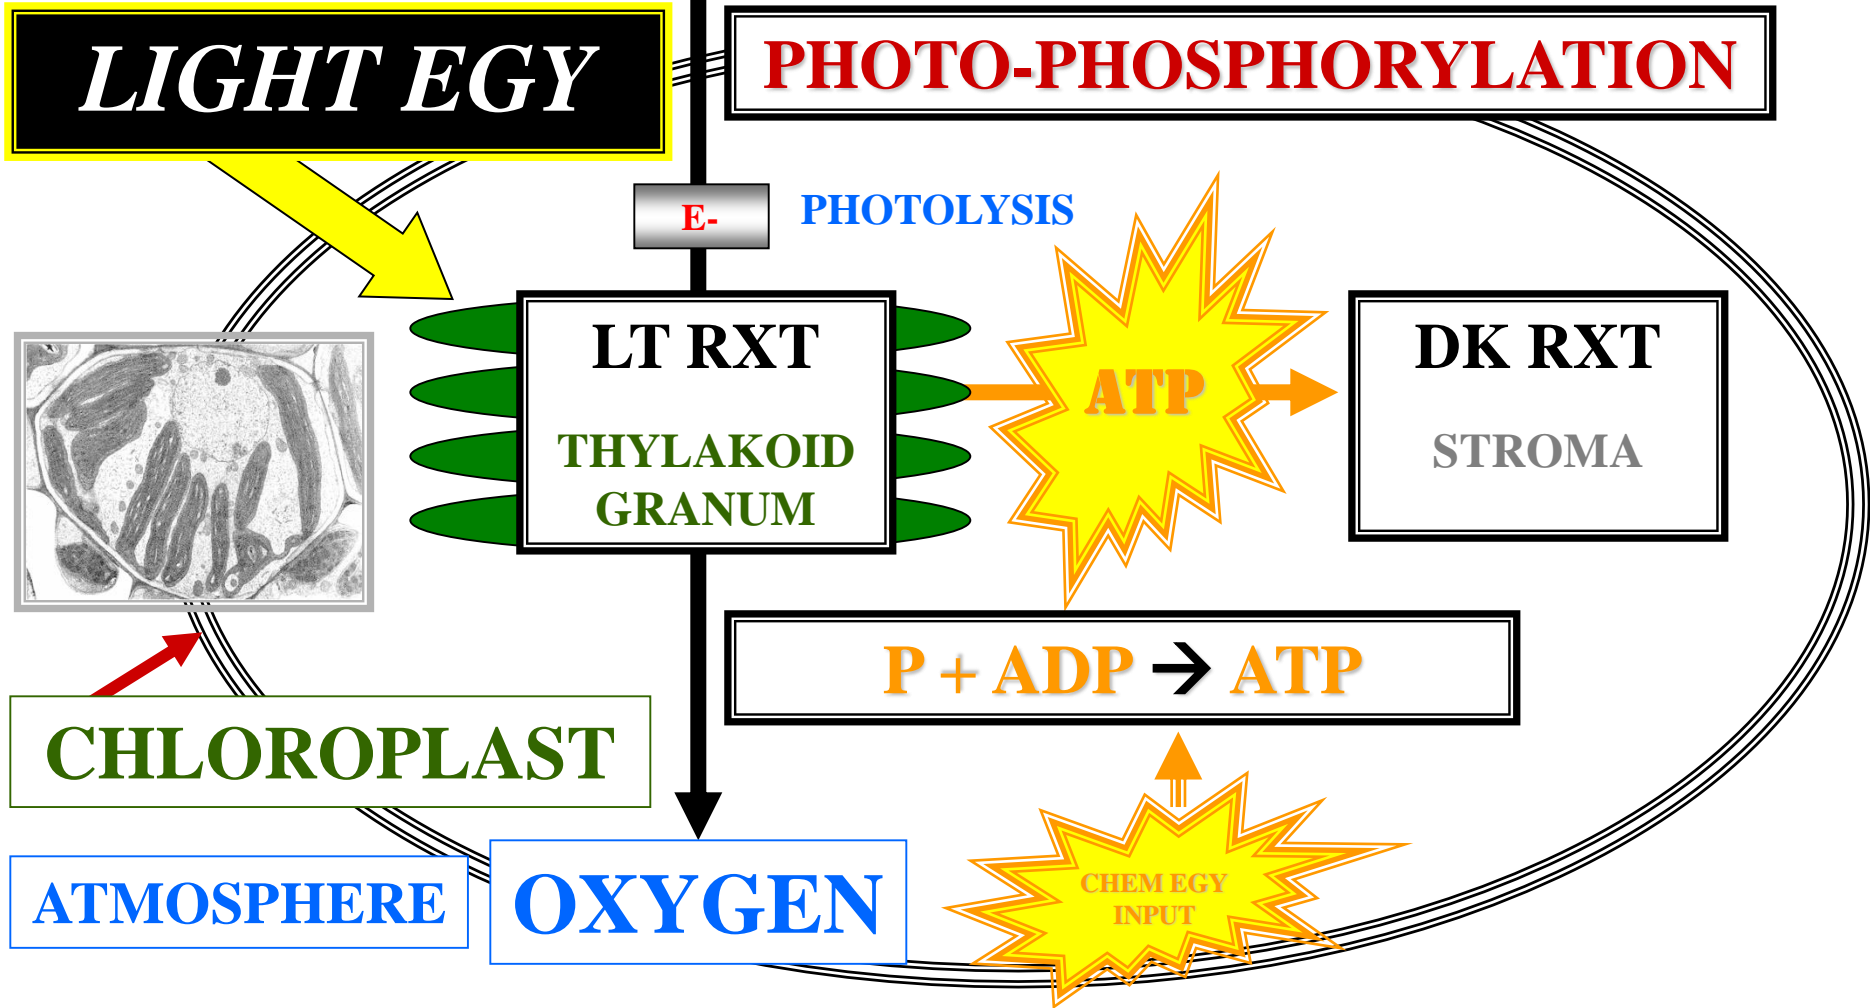 LIGHT EGY
PHOTO-PHOSPHORYLATION
E-
PHOTOLYSIS
LT RXT
THYLAKOID
GRANUM
ATP
DK RXT
STROMA
P + ADP → ATP
CHLOROPLAST
ATMOSPHERE
OXYGEN
CHEM EGY
INPUT